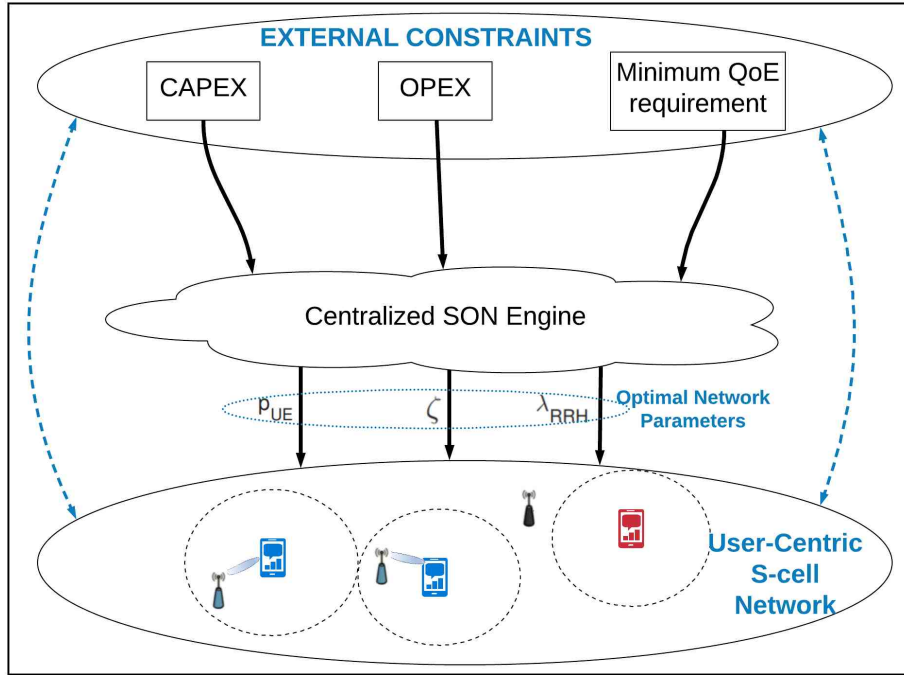 EXTERNAL CONSTRAINTS
CAPEX
OPEX
Minimum QoE
requirement
Centralized SON Engine
p_UE
ζ
λ_RRH
Optimal Network
Parameters
User-Centric
S-cell
Network